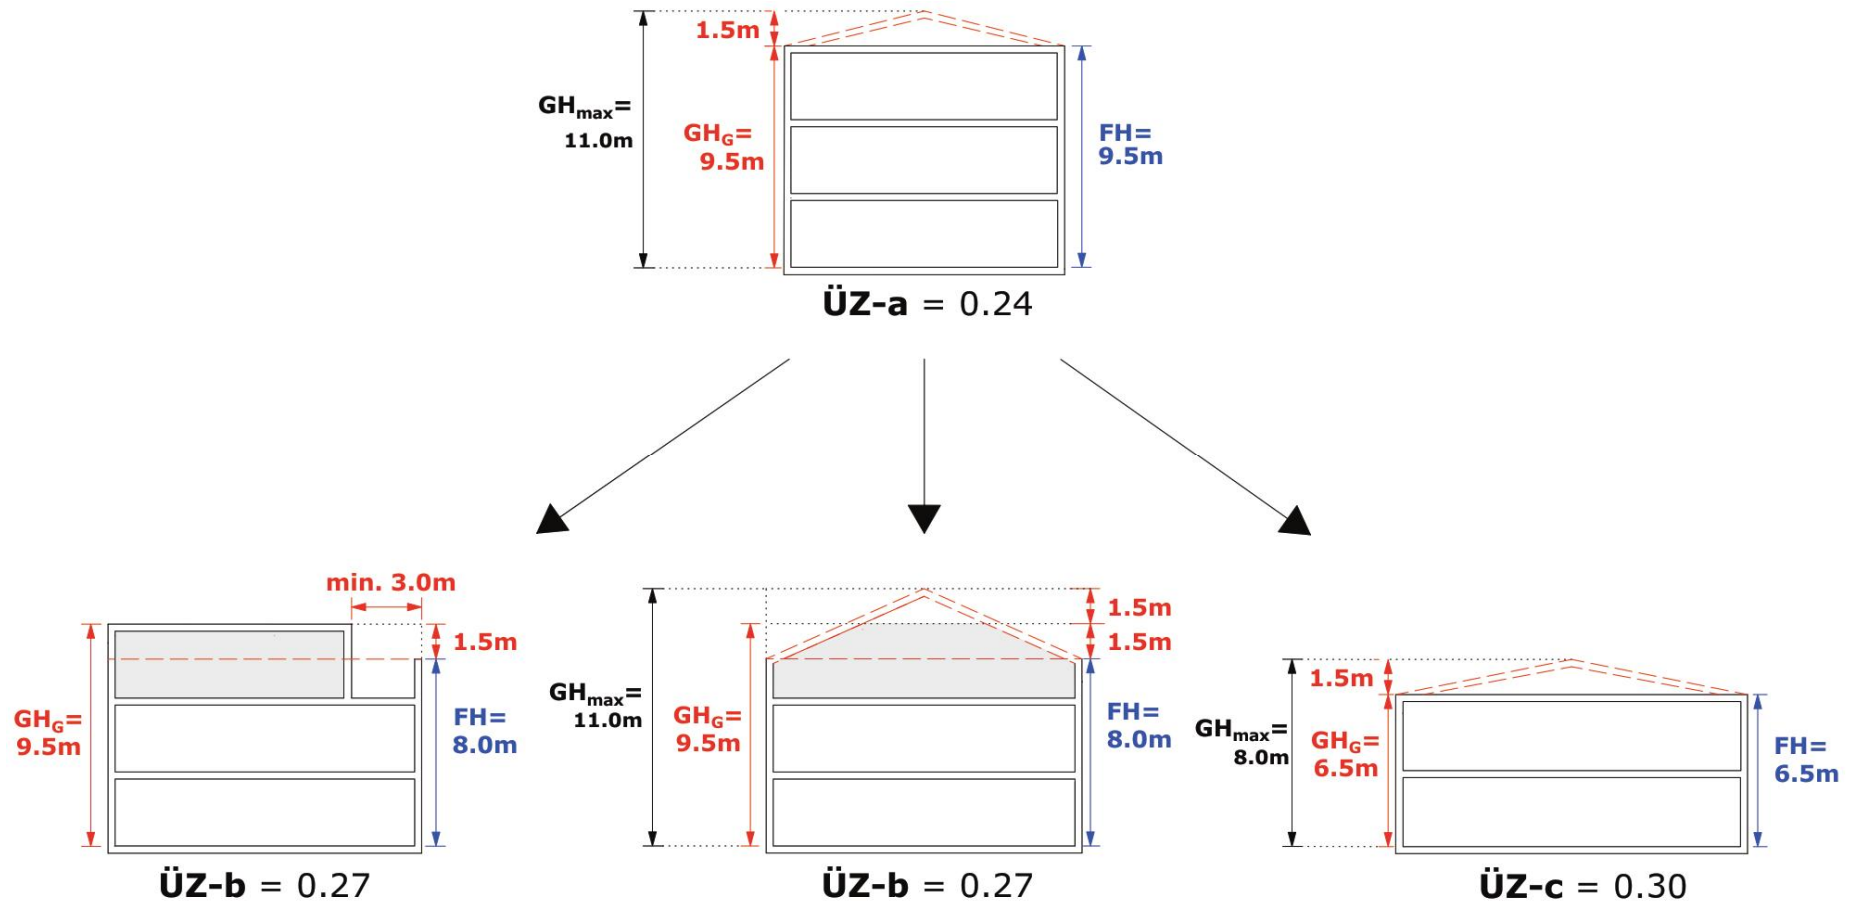 1.5m
GHmax=
11.0m
GHG=
9.5m
FH=
9.5m
ÜZ-a = 0.24
min. 3.0m
1.5m
GHG=
9.5m
FH=
8.0m
ÜZ-b = 0.27
1.5m
1.5m
GHmax=
11.0m
GHG=
9.5m
FH=
8.0m
ÜZ-b = 0.27
1.5m
GHmax=
8.0m
GHG=
6.5m
FH=
6.5m
ÜZ-c = 0.30